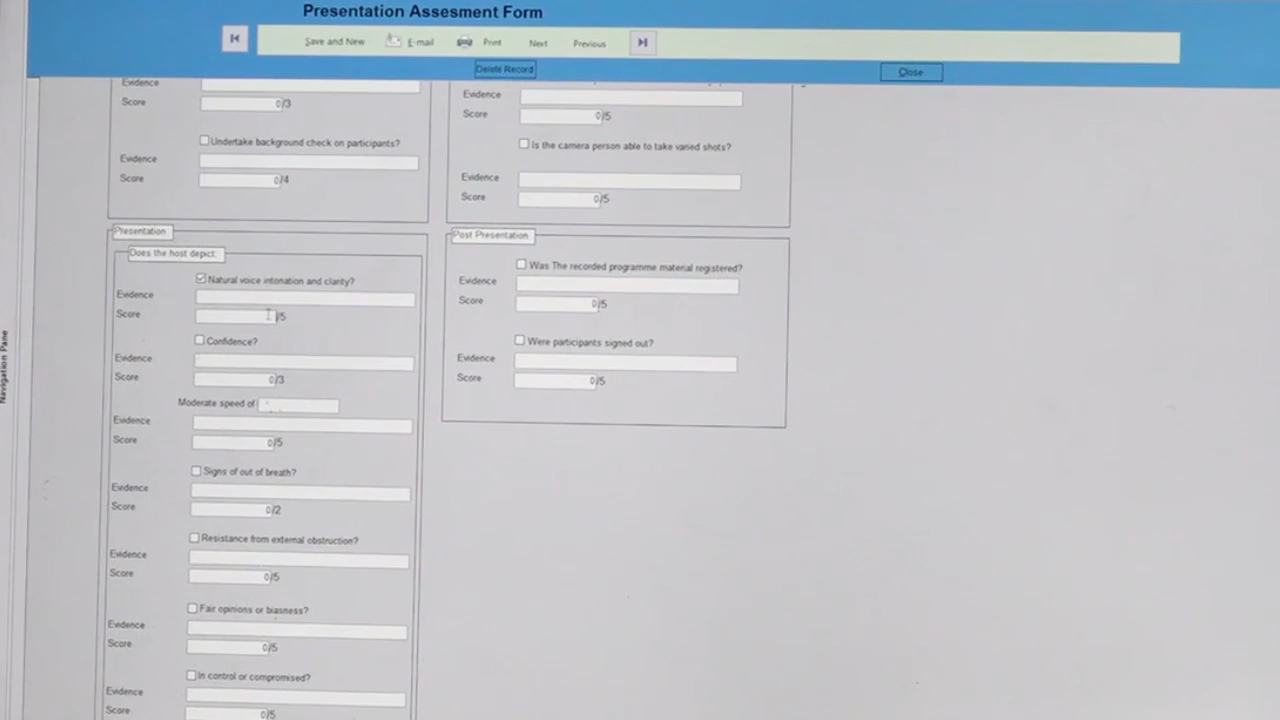 Presentation Assesment Form
Save and New E-mail Print Next Previous
Delete Record Close
Evidence
Score 0/3
Undertake background check on participants?
Evidence
Score 0/4
Evidence
Score 0/5
Is the camera person able to take varied shots?
Evidence
Score 0/5
Presentation
Does the host depict:
Natural voice intonation and clarity?
Evidence
Score /5
Confidence?
Evidence
Score 0/3
Moderate speed of
Evidence
Score 0/5
Signs of out of breath?
Evidence
Score 0/2
Resistance from external obstruction?
Evidence
Score 0/5
Fair opinions or biasness?
Evidence
Score 0/5
In control or compromised?
Evidence
Score 0/5
Post Presentation
Was The recorded programme material registered?
Evidence
Score 0/5
Were participants signed out?
Evidence
Score 0/5
Navigation Pane